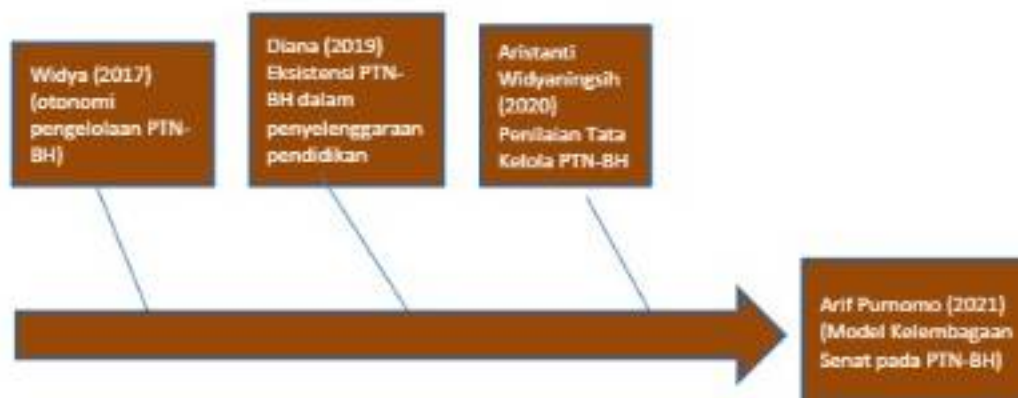 Widya (2017)
(otonomi
pengelolaan PTN-
BH)
Diana (2019)
Eksistensi PTN-
BH dalam
penyelenggaraan
pendidikan
Aristanti
Widyaningsih
(2020)
Penilaian Tata
Kelola PTN-BH
Arif Purnomo (2021)
(Model Kelembagaan
Senat pada PTN-BH)